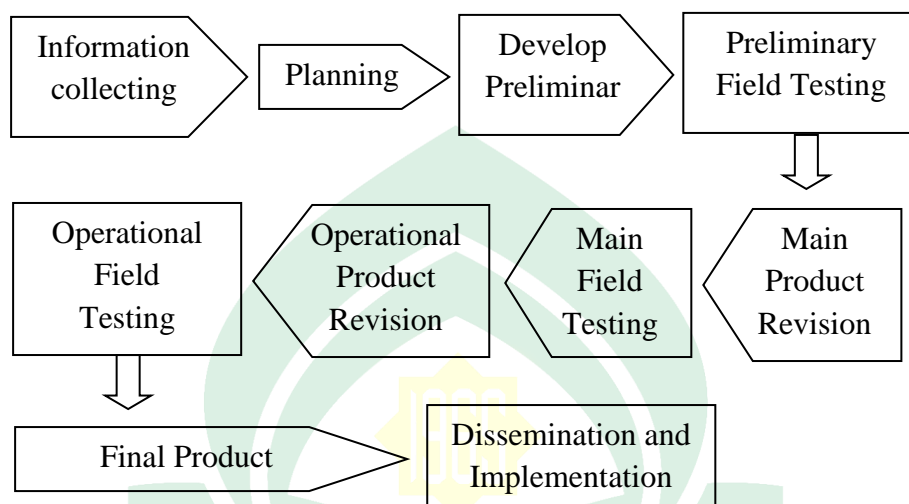 Information
collecting
Planning
Develop
Preliminar
Preliminary
Field Testing
Main
Product
Revision
Main
Field
Testing
Operational
Product
Revision
Operational
Field
Testing
Final Product
Dissemination and
Implementation